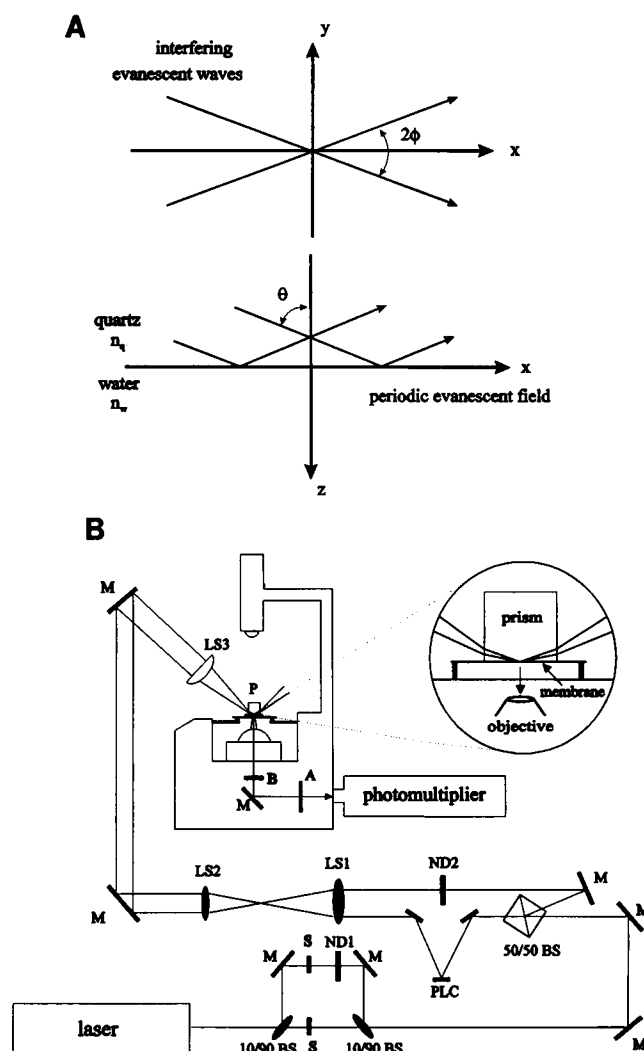 A
y
interfering
evanescent waves
2ϕ
x
θ
quartz
n_q
x
water
n_w
periodic evanescent field
z
B
M
LS3
P
prism
membrane
objective
B
A
M
photomultiplier
LS2
LS1
ND2
M
M
M
50/50 BS
M
S
ND1
M
PLC
laser
10/90 BS
S
10/90 BS
M